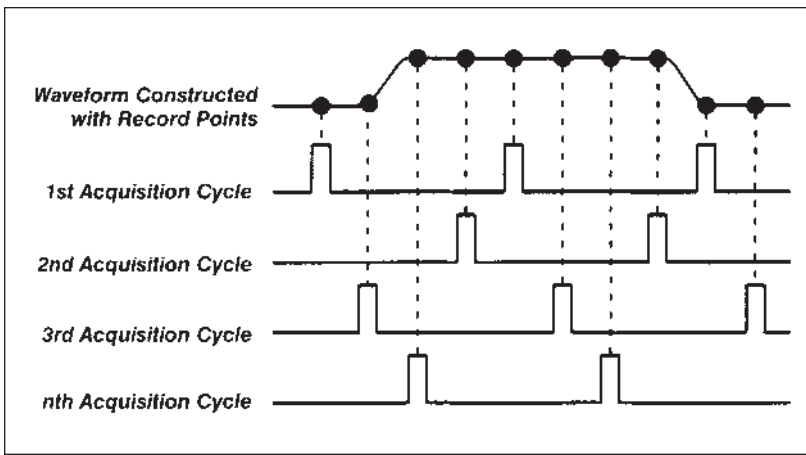 Waveform Constructed
with Record Points
1st Acquisition Cycle
2nd Acquisition Cycle
3rd Acquisition Cycle
nth Acquisition Cycle